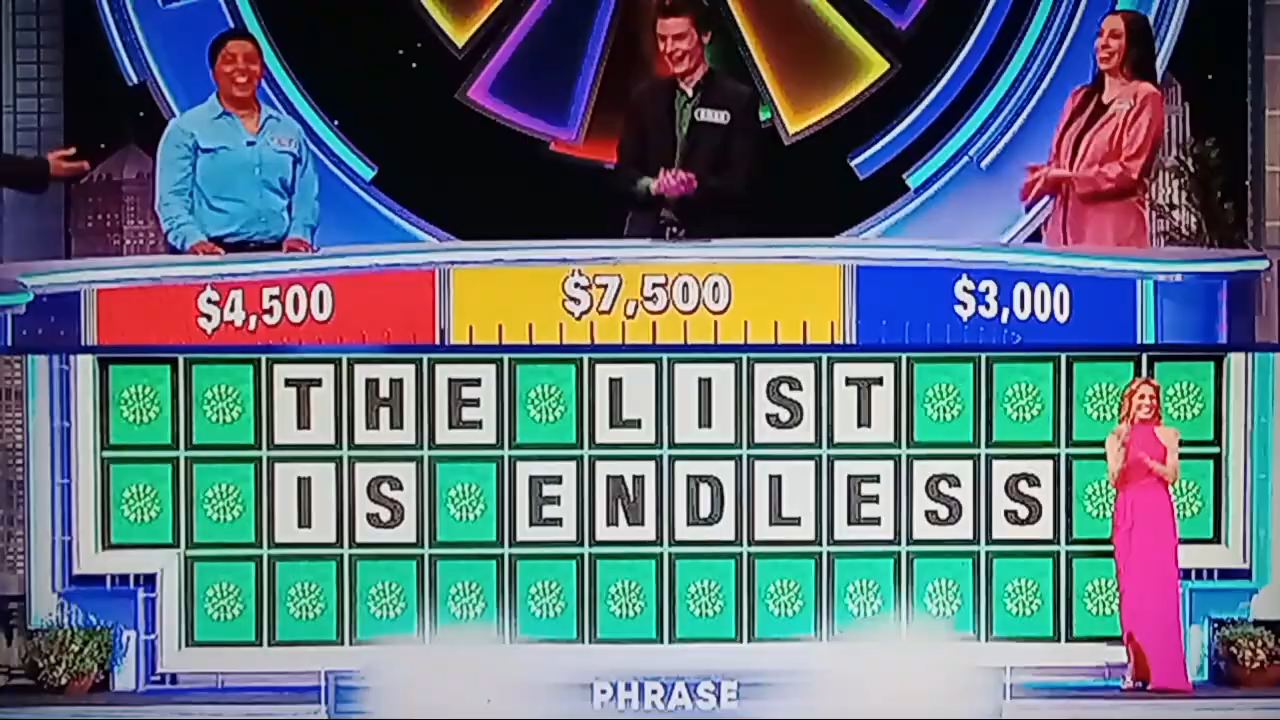 $4,500 $7,500 $3,000
THE LIST
IS ENDLESS
PHRASE